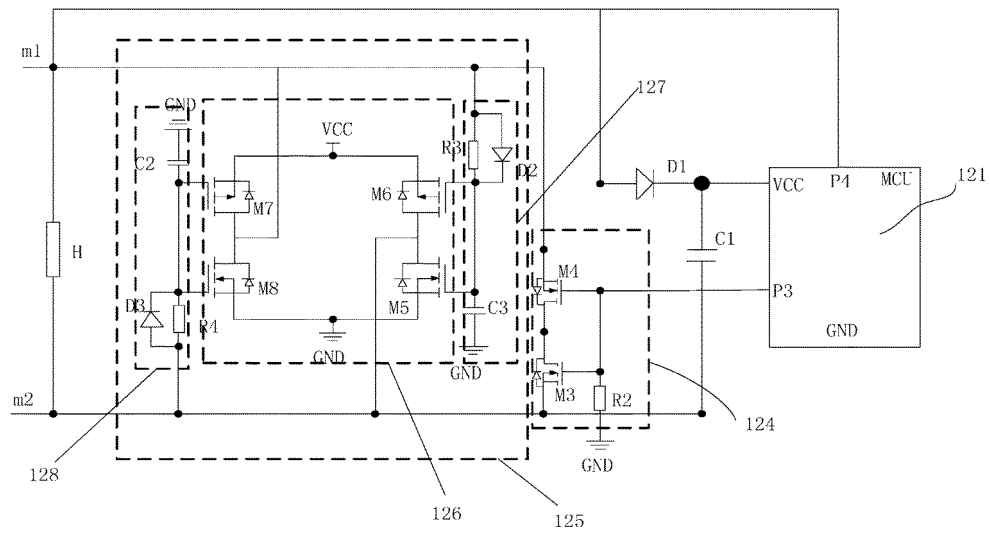 m1
GND
C2
VCC
R3
D2
127
D1
VCC
P4
MCU
121
M7
M6
H
C1
D3
R4
M8
M5
C3
M4
P3
GND
GND
GND
M3
R2
m2
124
GND
128
126
125